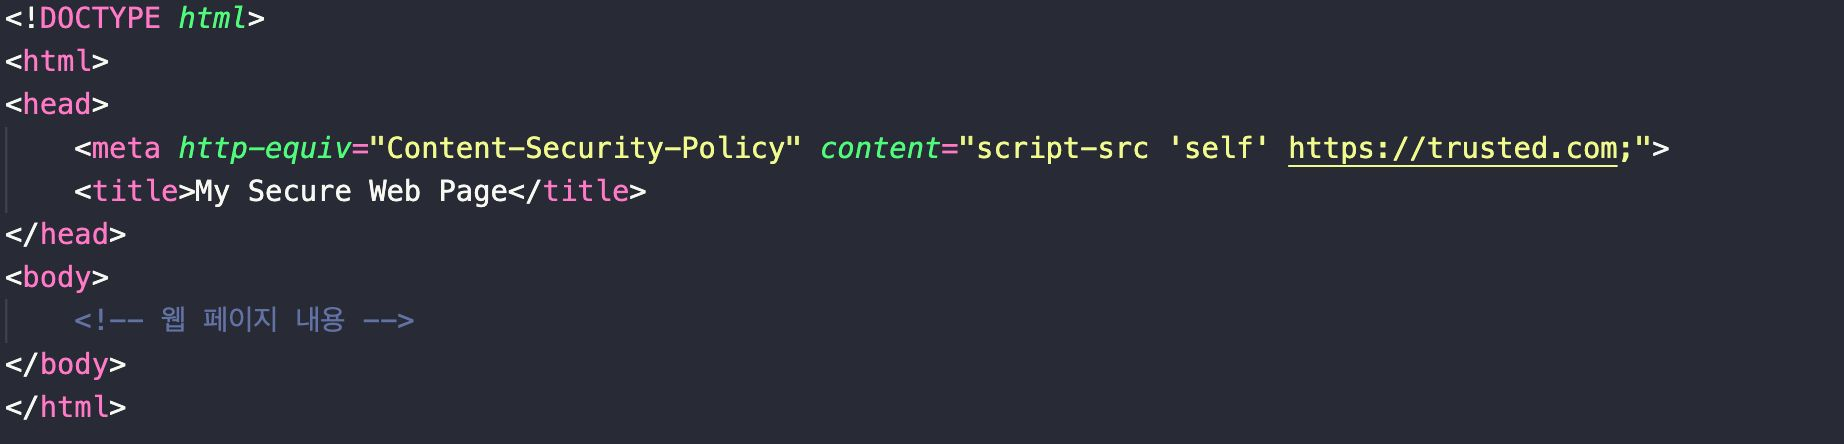 <!DOCTYPE html>
<html>
<head>
    <meta http-equiv="Content-Security-Policy" content="script-src 'self' https://trusted.com;">
    <title>My Secure Web Page</title>
</head>
<body>
    <!-- 웹 페이지 내용 -->
</body>
</html>